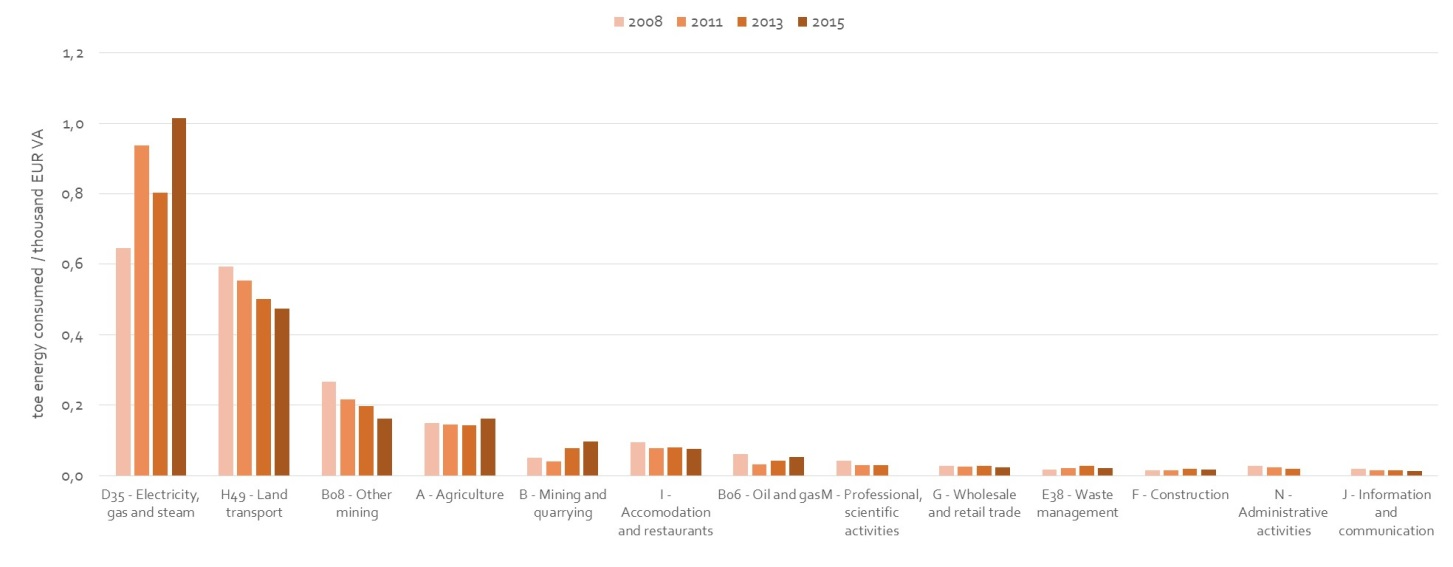 2008 2011 2013 2015
toe energy consumed / thousand EUR VA
1,2
1,0
0,8
0,6
0,4
0,2
0,0
D35 - Electricity,
gas and steam
H49 - Land
transport
B08 - Other
mining
A - Agriculture
B - Mining and
quarrying
I -
Accomodation
and restaurants
B06 - Oil and gas
M - Professional,
scientific
activities
G - Wholesale
and retail trade
E38 - Waste
management
F - Construction
N -
Administrative
activities
J - Information
and
communication